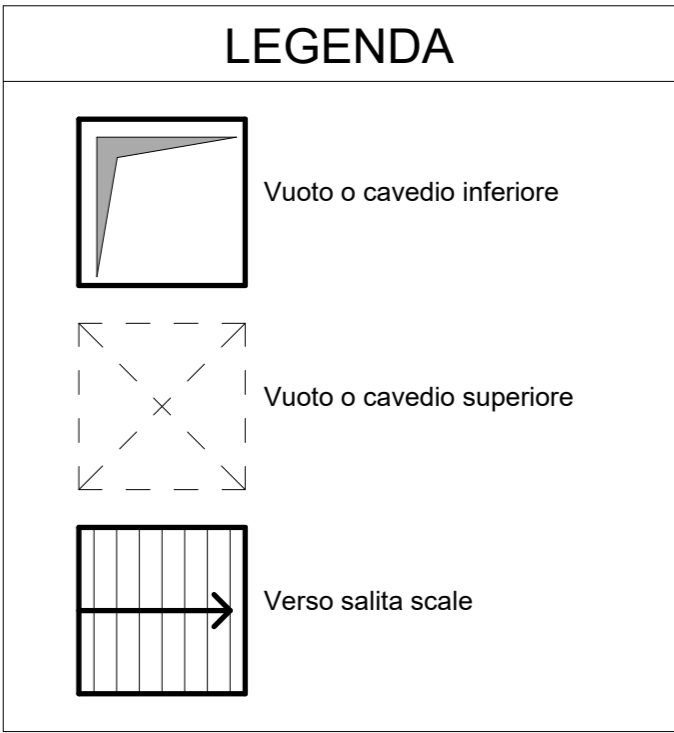 LEGENDA
Vuoto o cavedio inferiore
Vuoto o cavedio superiore
Verso salita scale